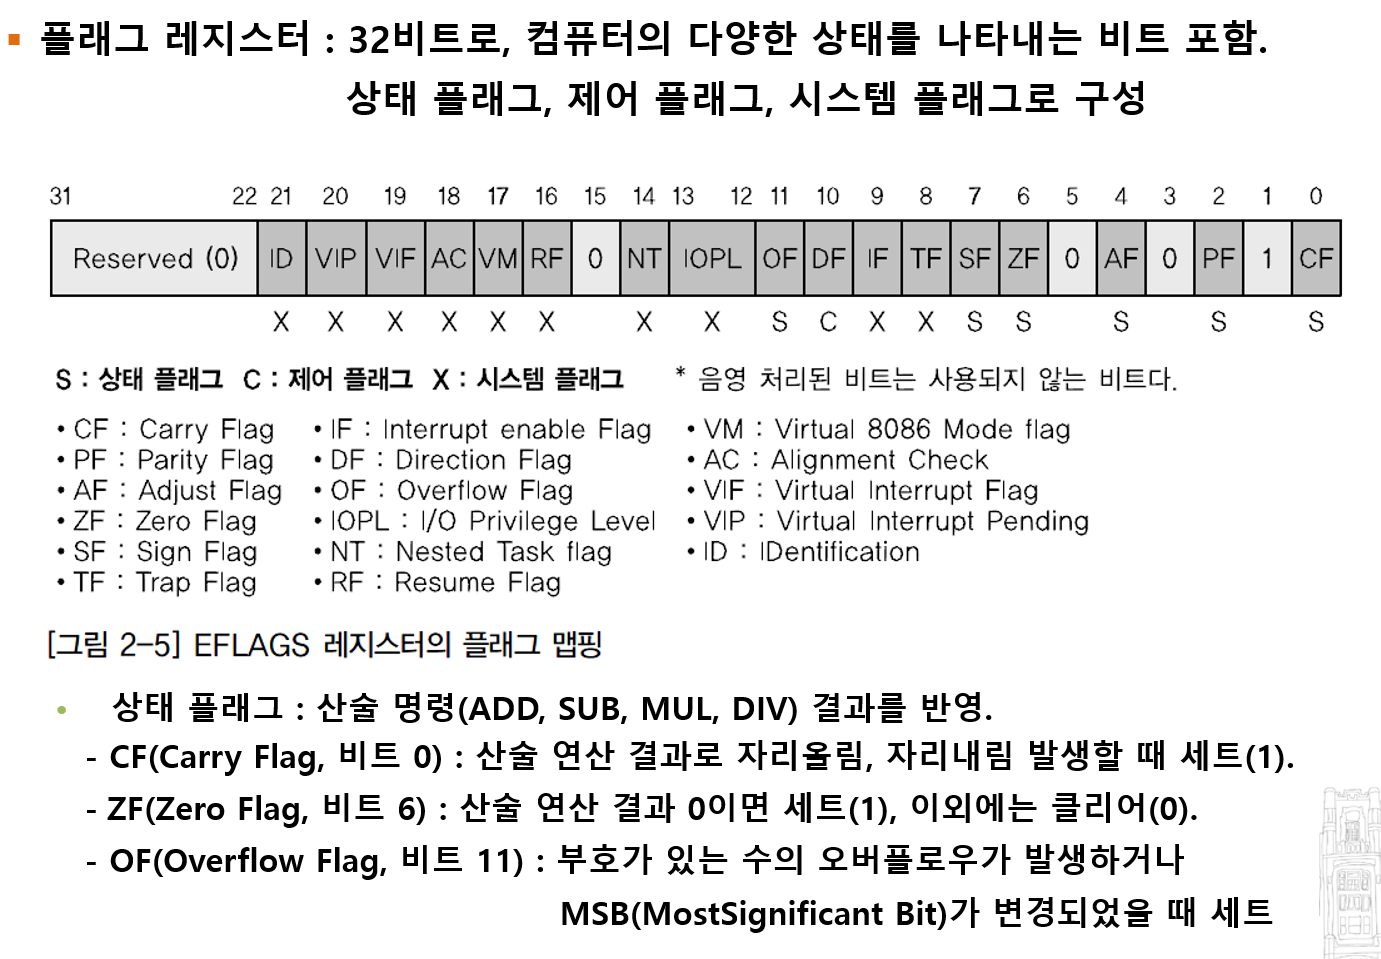 플래그 레지스터 : 32비트로, 컴퓨터의 다양한 상태를 나타내는 비트 포함.
상태 플래그, 제어 플래그, 시스템 플래그로 구성
31 22 21 20 19 18 17 16 15 14 13 12 11 10 9 8 7 6 5 4 3 2 1 0
Reserved (0) ID VIP VIF AC VM RF 0 NT IOPL OF DF IF TF SF ZF 0 AF 0 PF 1 CF
X X X X X X X X S C X X S S S S S
S : 상태 플래그 C : 제어 플래그 X : 시스템 플래그 * 음영 처리된 비트는 사용되지 않는 비트다.
• CF : Carry Flag • IF : Interrupt enable Flag • VM : Virtual 8086 Mode flag
• PF : Parity Flag • DF : Direction Flag • AC : Alignment Check
• AF : Adjust Flag • OF : Overflow Flag • VIF : Virtual Interrupt Flag
• ZF : Zero Flag • IOPL : I/O Privilege Level • VIP : Virtual Interrupt Pending
• SF : Sign Flag • NT : Nested Task flag • ID : IDentification
• TF : Trap Flag • RF : Resume Flag
[그림 2-5] EFLAGS 레지스터의 플래그 맵핑
• 상태 플래그 : 산술 명령(ADD, SUB, MUL, DIV) 결과를 반영.
- CF(Carry Flag, 비트 0) : 산술 연산 결과로 자리올림, 자리내림 발생할 때 세트(1).
- ZF(Zero Flag, 비트 6) : 산술 연산 결과 0이면 세트(1), 이외에는 클리어(0).
- OF(Overflow Flag, 비트 11) : 부호가 있는 수의 오버플로우가 발생하거나
MSB(MostSignificant Bit)가 변경되었을 때 세트